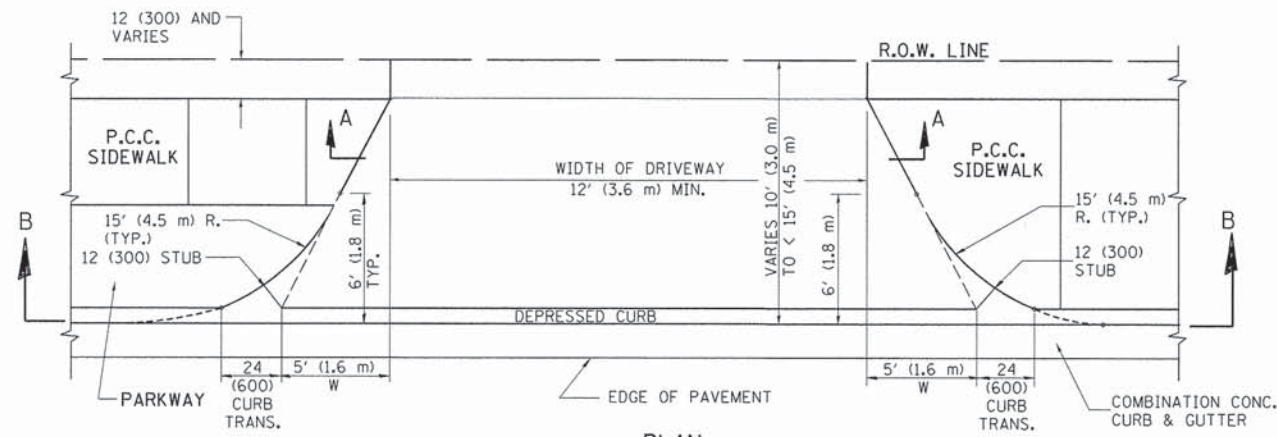 12 (300) AND
VARIES
R.O.W. LINE
A
A
P.C.C.
SIDEWALK
P.C.C.
SIDEWALK
WIDTH OF DRIVEWAY
12' (3.6 m) MIN.
VARIES 10' (3.0 m)
TO < 15' (4.5 m)
B
B
15' (4.5 m) R.
(TYP.)
12 (300) STUB
6' (1.8 m)
TYP.
6' (1.8 m)
15' (4.5 m)
R. (TYP.)
12 (300)
STUB
DEPRESSED CURB
24
(600)
CURB
TRANS.
5' (1.6 m)
W
5' (1.6 m)
W
24
(600)
CURB
TRANS.
PARKWAY
EDGE OF PAVEMENT
COMBINATION CONC.
CURB & GUTTER